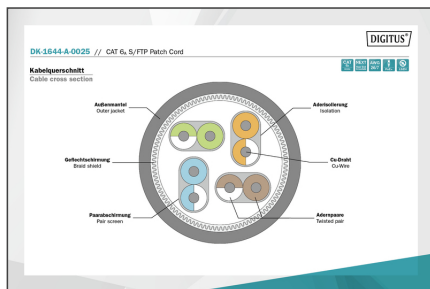 DIGITUS®
DK-1644-A-0025 // CAT 6A S/FTP Patch Cord
Kabelquerschnitt
Cable cross section
Außenmantel
Outer jacket
Aderisolierung
Isolation
Geflechtschirmung
Braid shield
Cu-Draht
Cu-Wire
Paarabschirmung
Pair screen
Adernpaare
Twisted pair